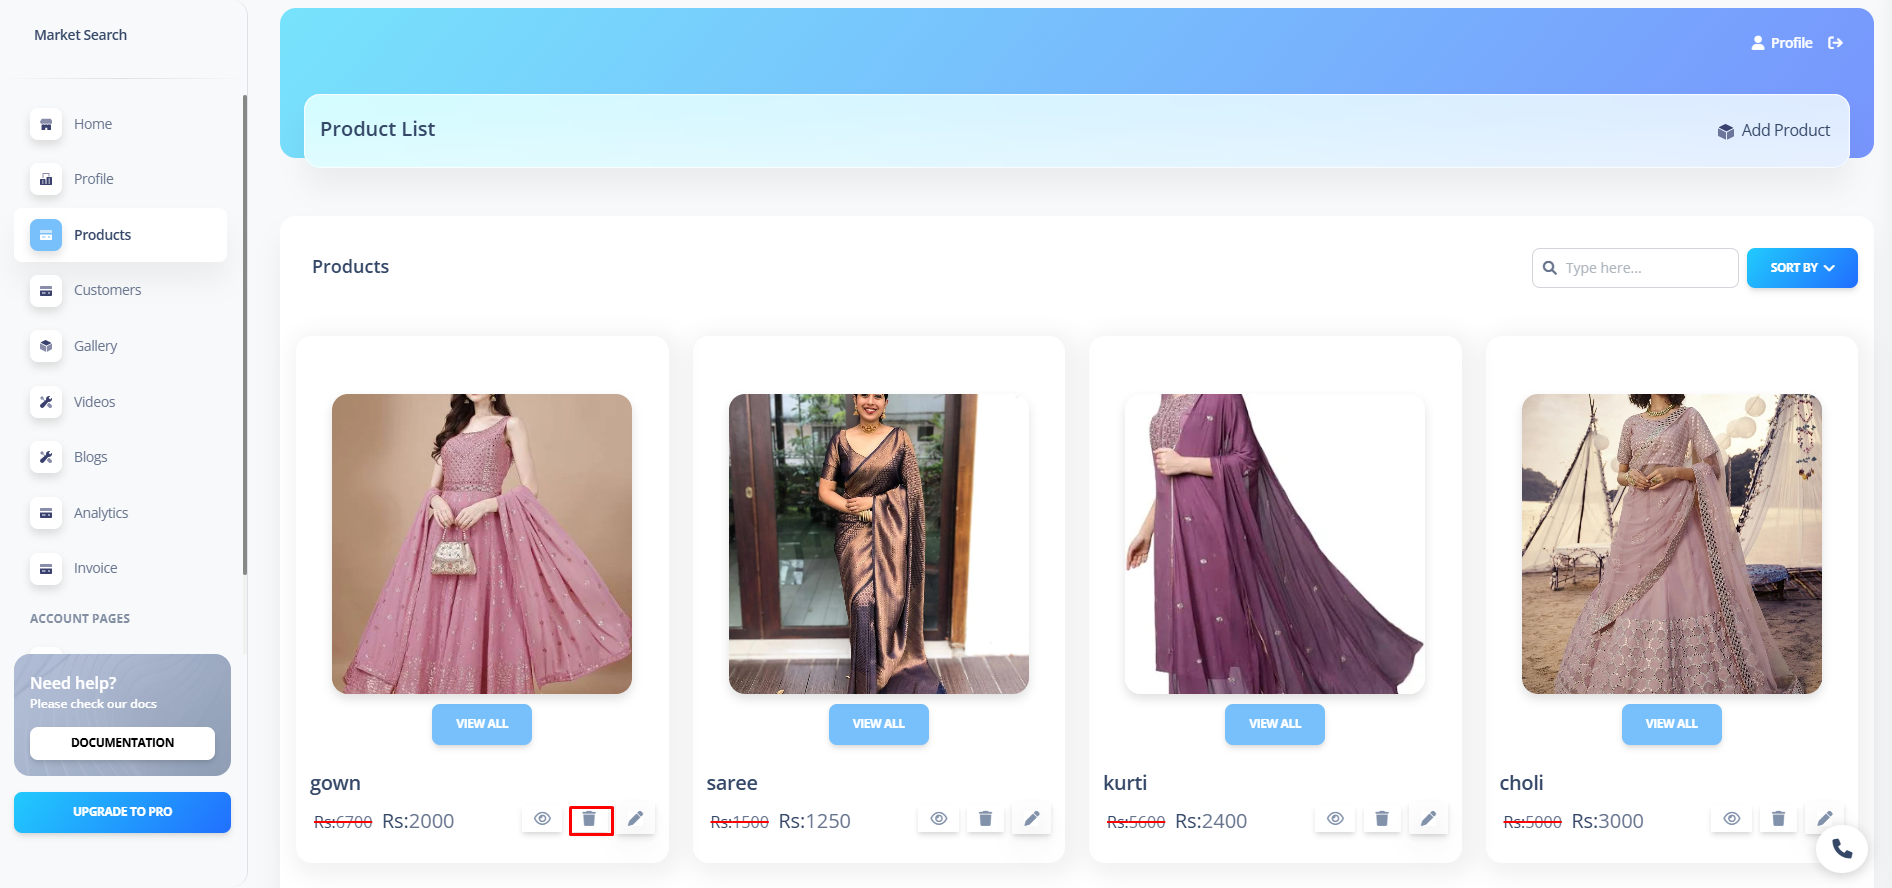 Market Search
Home
Profile
Products
Customers
Gallery
Videos
Blogs
Analytics
Invoice
ACCOUNT PAGES
Need help?
Please check our docs
DOCUMENTATION
UPGRADE TO PRO
Profile
Product List
Add Product
Products
Type here...
SORT BY
VIEW ALL
gown
Rs:6700 Rs:2000
VIEW ALL
saree
Rs:1500 Rs:1250
VIEW ALL
kurti
Rs:5600 Rs:2400
VIEW ALL
choli
Rs:5000 Rs:3000